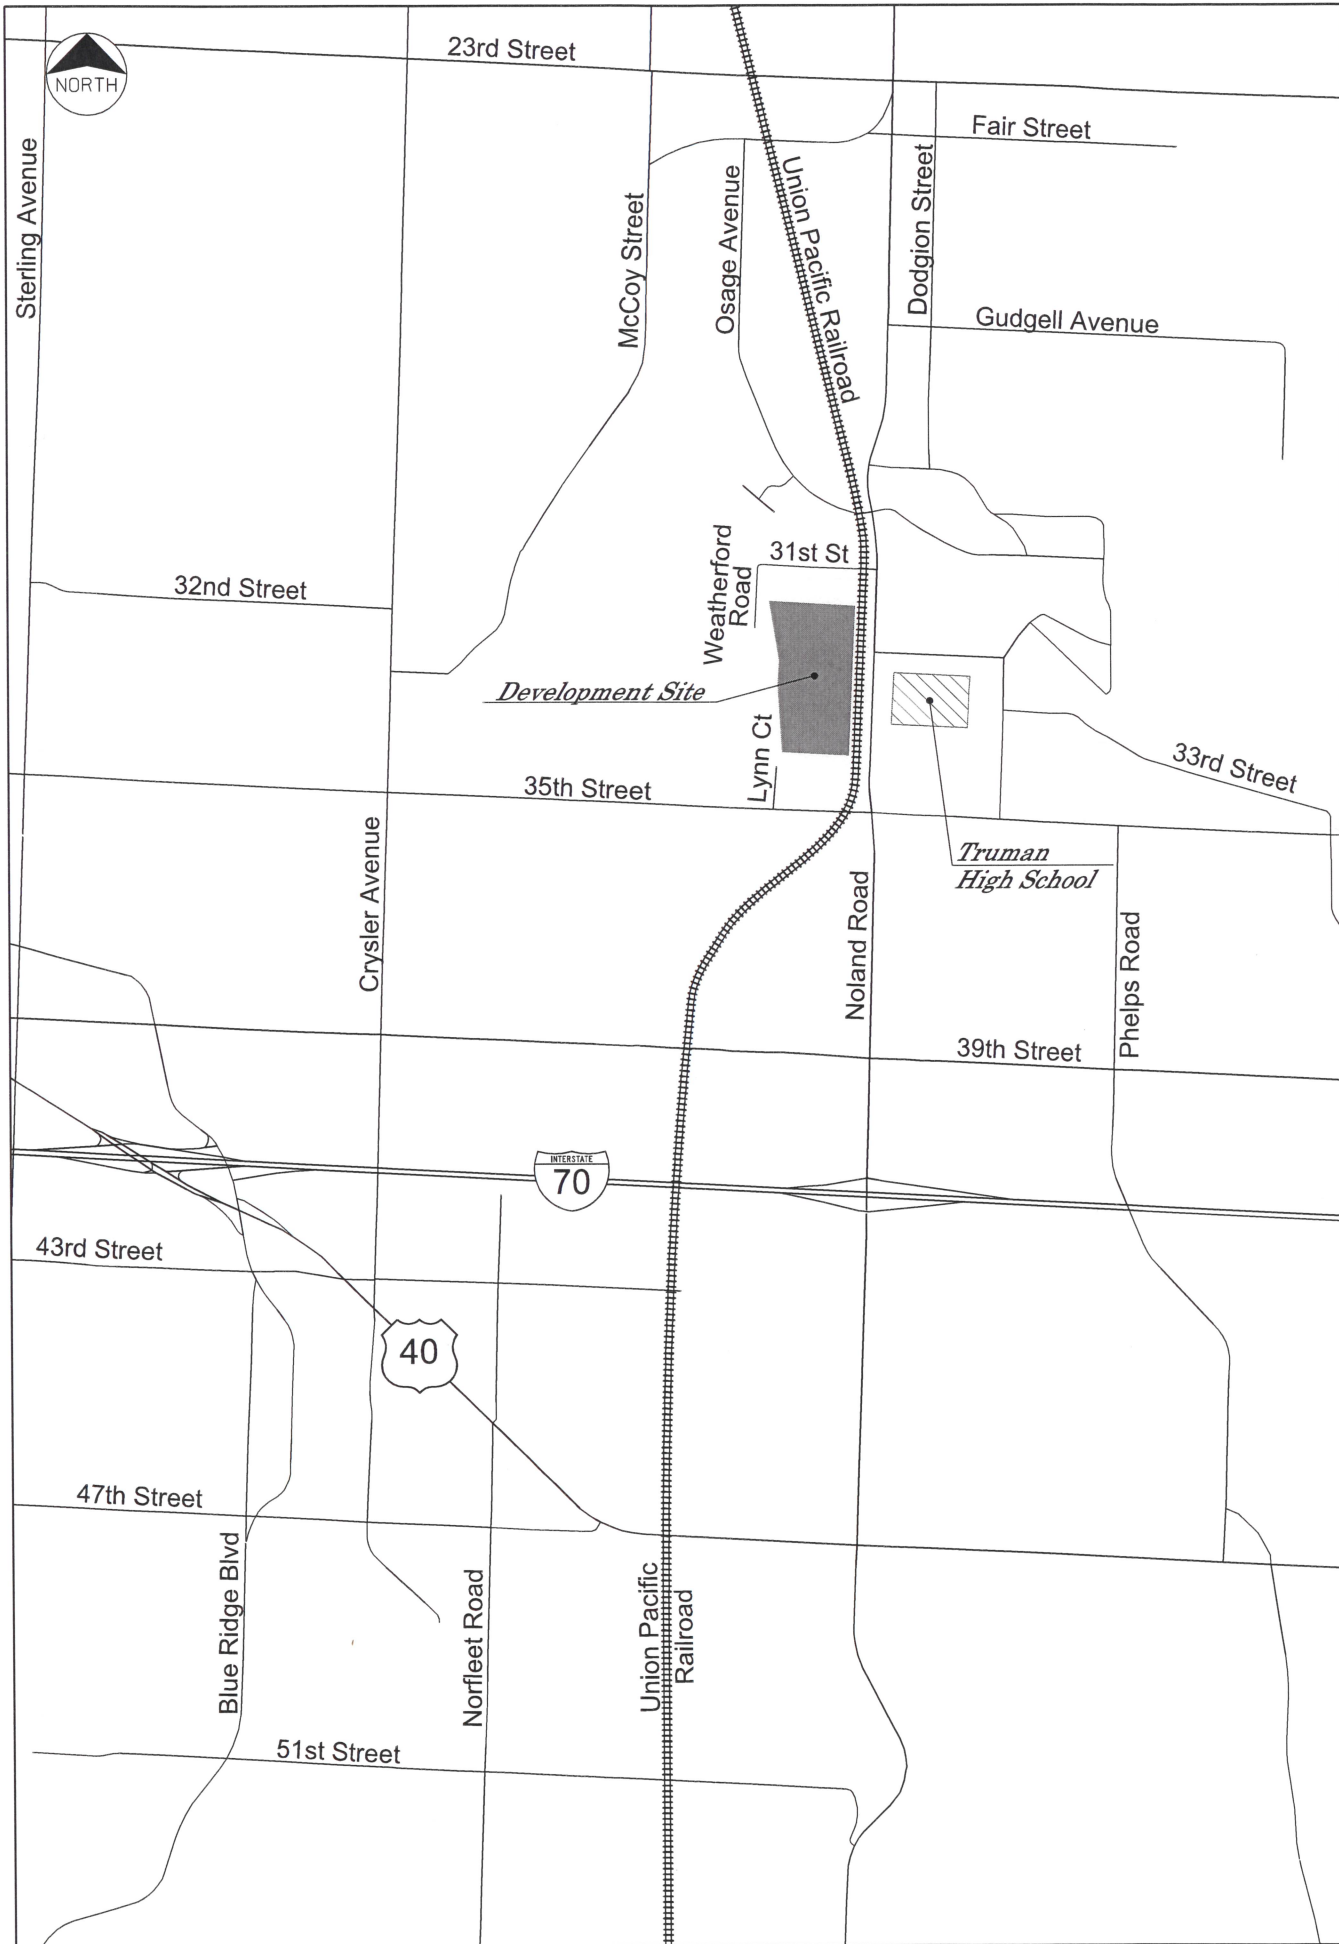 23rd Street
NORTH
Fair Street
Sterling Avenue
McCoy Street
Osage Avenue
Union Pacific Railroad
Dodgion Street
Gudgell Avenue
Weatherford
Road
31st St
32nd Street
Development Site
Lynn Ct
33rd Street
35th Street
Truman
High School
Crysler Avenue
Noland Road
Phelps Road
39th Street
INTERSTATE
70
43rd Street
40
47th Street
Blue Ridge Blvd
Norfleet Road
Union Pacific
Railroad
51st Street